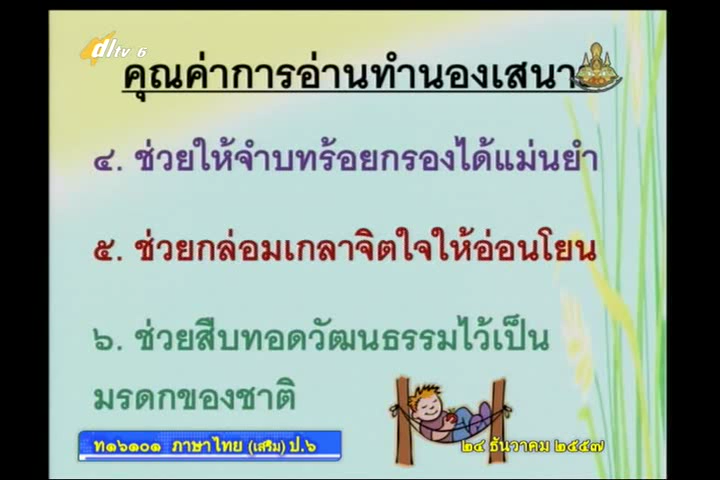 dltv 6
คุณค่าการอ่านทำนองเสนาะ
๔. ช่วยให้จำบทร้อยกรองได้แม่นยำ
๕. ช่วยกล่อมเกลาจิตใจให้อ่อนโยน
๖. ช่วยสืบทอดวัฒนธรรมไว้เป็น
มรดกของชาติ
ท๑๖๑๐๑ ภาษาไทย (เสริม) ป.๖
๒๔ ธันวาคม ๒๕๕๗